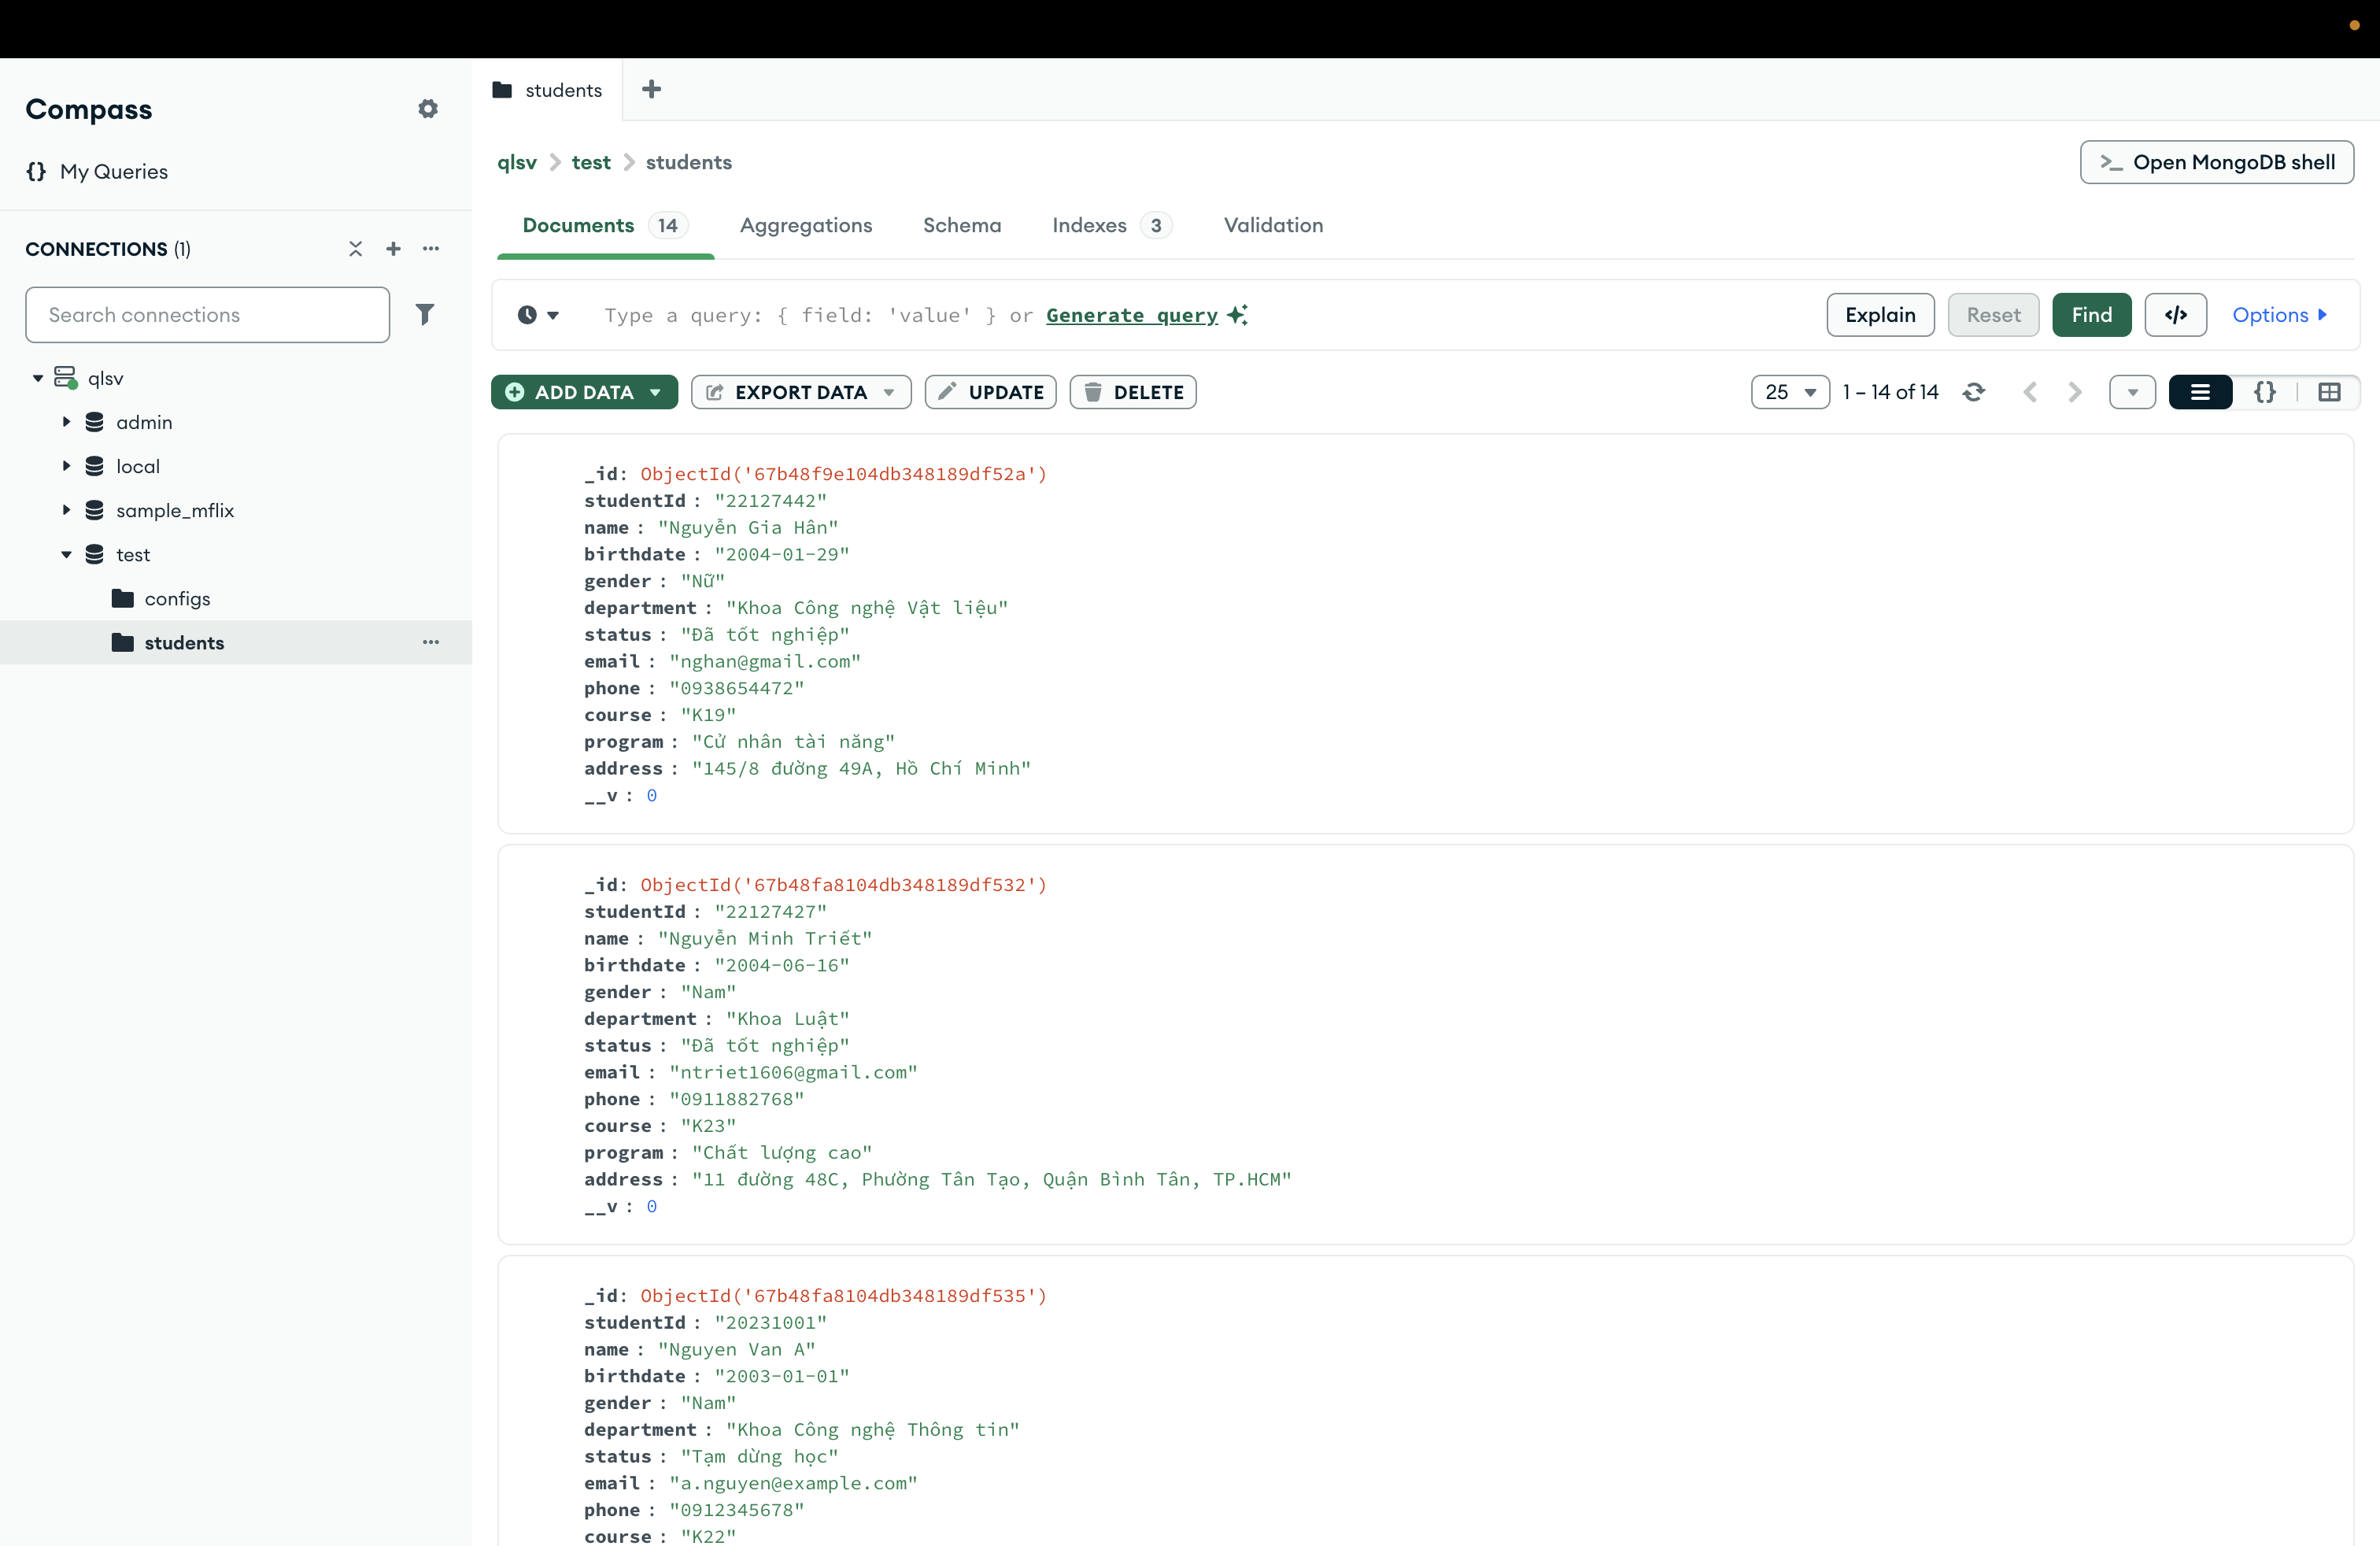 Compass
{} My Queries
CONNECTIONS (1)
Search connections
qlsv
admin
local
sample_mflix
test
configs
students
students
qlsv > test > students
>_ Open MongoDB shell
Documents 14 Aggregations Schema Indexes 3 Validation
Type a query: { field: 'value' } or Generate query
Explain Reset Find </> Options
ADD DATA EXPORT DATA UPDATE DELETE
25 1 – 14 of 14 {}
_id: ObjectId('67b48f9e104db348189df52a')
studentId : "22127442"
name : "Nguyễn Gia Hân"
birthdate : "2004-01-29"
gender : "Nữ"
department : "Khoa Công nghệ Vật liệu"
status : "Đã tốt nghiệp"
email : "nghan@gmail.com"
phone : "0938654472"
course : "K19"
program : "Cử nhân tài năng"
address : "145/8 đường 49A, Hồ Chí Minh"
__v : 0
_id: ObjectId('67b48fa8104db348189df532')
studentId : "22127427"
name : "Nguyễn Minh Triết"
birthdate : "2004-06-16"
gender : "Nam"
department : "Khoa Luật"
status : "Đã tốt nghiệp"
email : "ntriet1606@gmail.com"
phone : "0911882768"
course : "K23"
program : "Chất lượng cao"
address : "11 đường 48C, Phường Tân Tạo, Quận Bình Tân, TP.HCM"
__v : 0
_id: ObjectId('67b48fa8104db348189df535')
studentId : "20231001"
name : "Nguyen Van A"
birthdate : "2003-01-01"
gender : "Nam"
department : "Khoa Công nghệ Thông tin"
status : "Tạm dừng học"
email : "a.nguyen@example.com"
phone : "0912345678"
course : "K22"